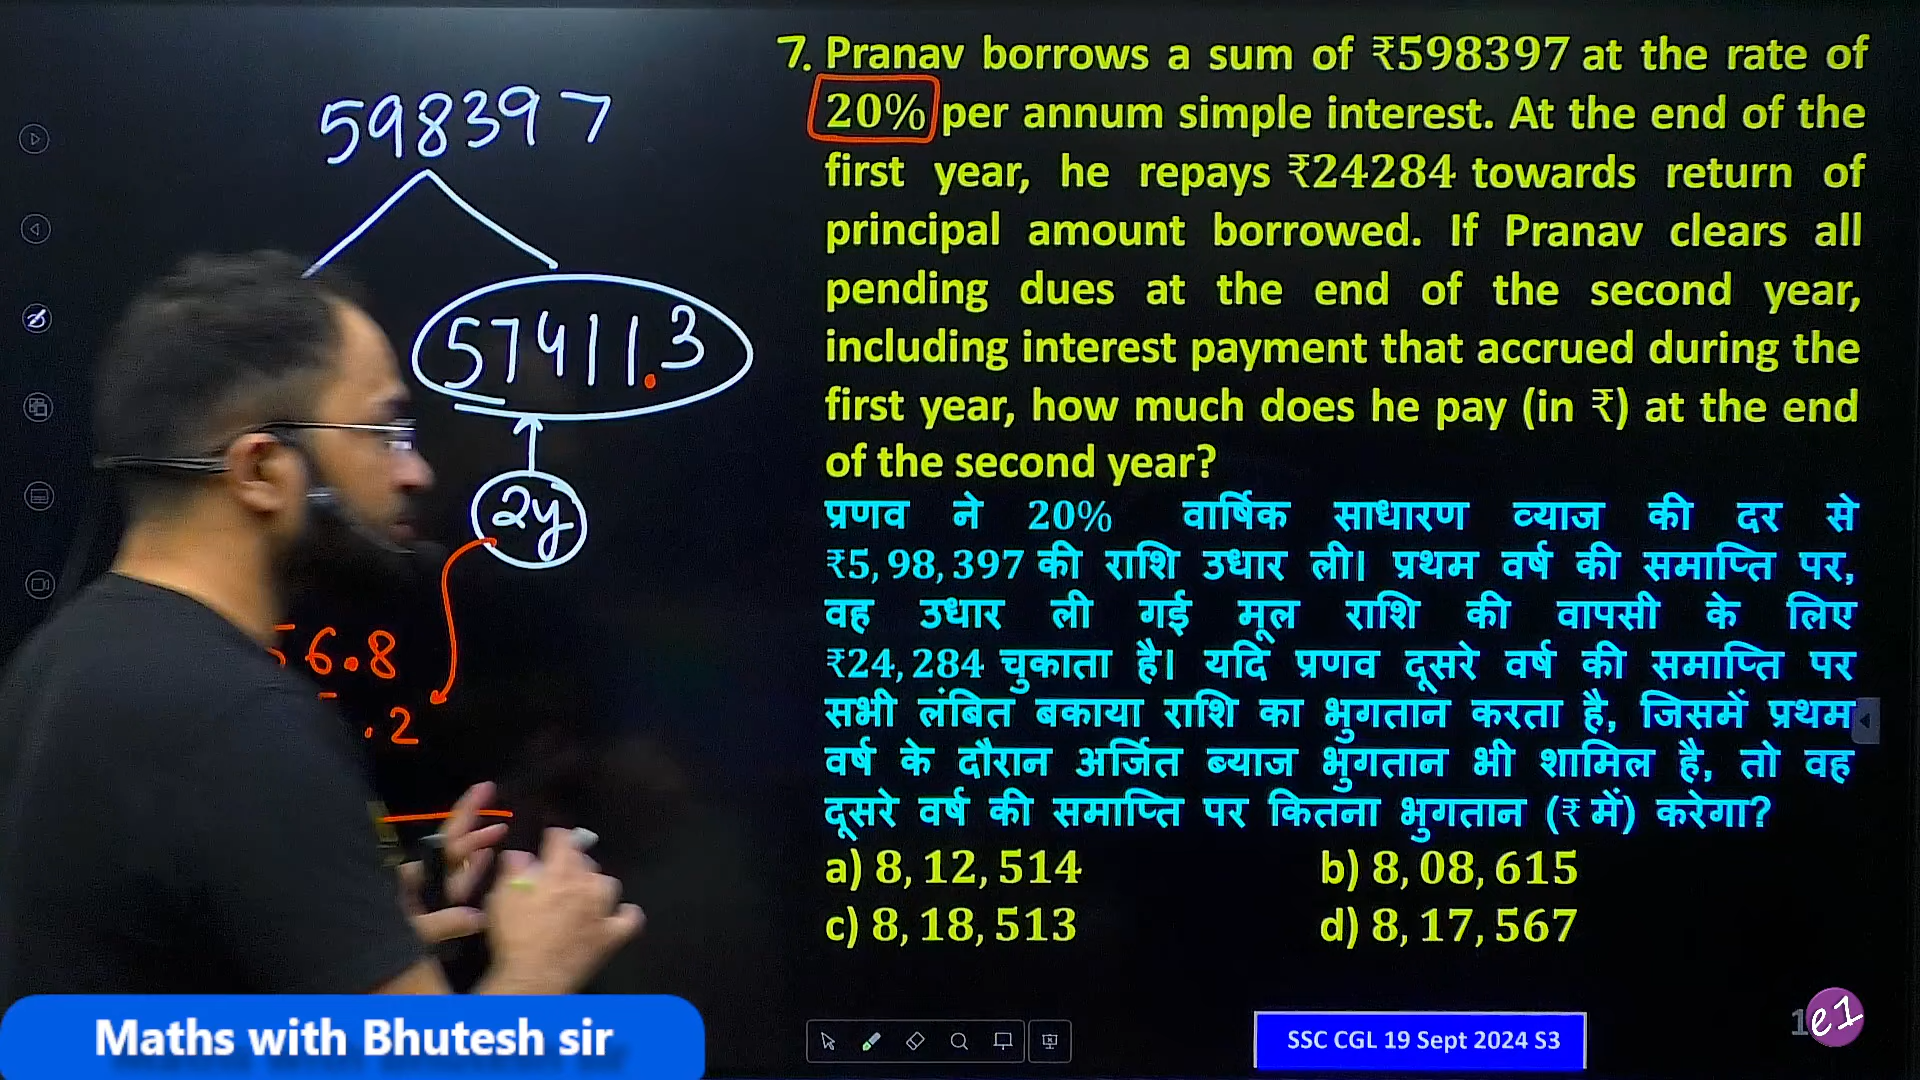 7. Pranav borrows a sum of ₹598397 at the rate of
20% per annum simple interest. At the end of the
first year, he repays ₹24284 towards return of
principal amount borrowed. If Pranav clears all
pending dues at the end of the second year,
including interest payment that accrued during the
first year, how much does he pay (in ₹) at the end
of the second year?
प्रणव ने 20% वार्षिक साधारण व्याज की दर से
₹5,98,397 की राशि उधार ली। प्रथम वर्ष की समाप्ति पर,
वह उधार ली गई मूल राशि की वापसी के लिए
₹24,284 चुकाता है। यदि प्रणव दूसरे वर्ष की समाप्ति पर
सभी लंबित बकाया राशि का भुगतान करता है, जिसमें प्रथम
वर्ष के दौरान अर्जित ब्याज भुगतान भी शामिल है, तो वह
दूसरे वर्ष की समाप्ति पर कितना भुगतान (₹ में) करेगा?
a) 8,12,514 b) 8,08,615
c) 8,18,513 d) 8,17,567
598397
57411.3
2y
56.8
.2
Maths with Bhutesh sir
SSC CGL 19 Sept 2024 S3
e1